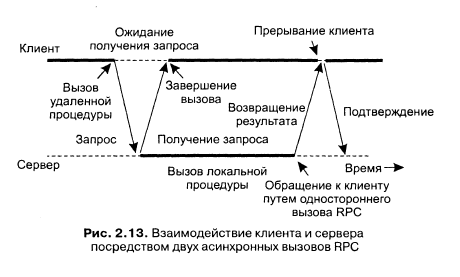 Ожидание
получения запроса
Прерывание клиента
Клиент
Вызов
удаленной
процедуры
Завершение
вызова
Возвращение
результата
Подтверждение
Запрос
Получение запроса
Сервер
Время
Вызов локальной
процедуры
Обращение к клиенту
путем одностороннего
вызова RPC
Рис. 2.13. Взаимодействие клиента и сервера
посредством двух асинхронных вызовов RPC